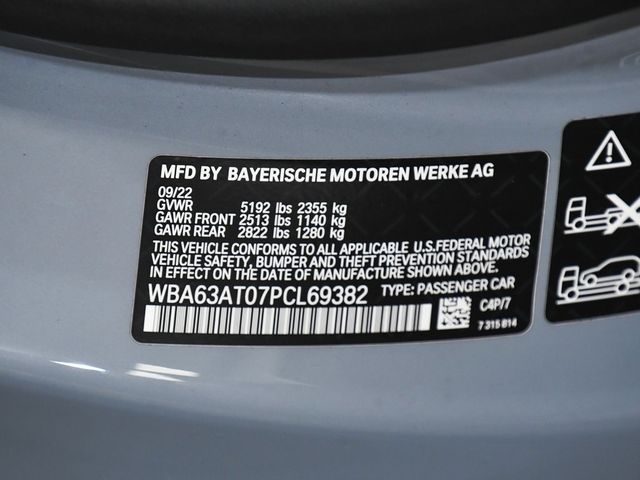 MFD BY BAYERISCHE MOTOREN WERKE AG
09/22
GVWR 5192 lbs 2355 kg
GAWR FRONT 2513 lbs 1140 kg
GAWR REAR 2822 lbs 1280 kg
THIS VEHICLE CONFORMS TO ALL APPLICABLE U.S.FEDERAL MOTOR
VEHICLE SAFETY, BUMPER AND THEFT PREVENTION STANDARDS
IN EFFECT ON THE DATE OF MANUFACTURE SHOWN ABOVE.
WBA63AT07PCL69382 TYPE: PASSENGER CAR
C4P/7
7 315 814